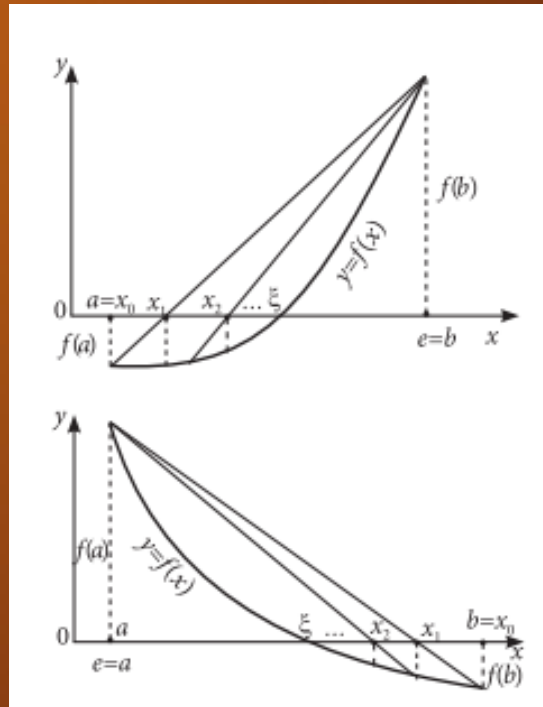 y
f(b)
y=f(x)
0 a=x₀ x₁ x₂ ... ξ
f(a) e=b x
y
f(a) y=f(x)
0 a ξ ... x₂ x₁ b=x₀ x
e=a f(b)